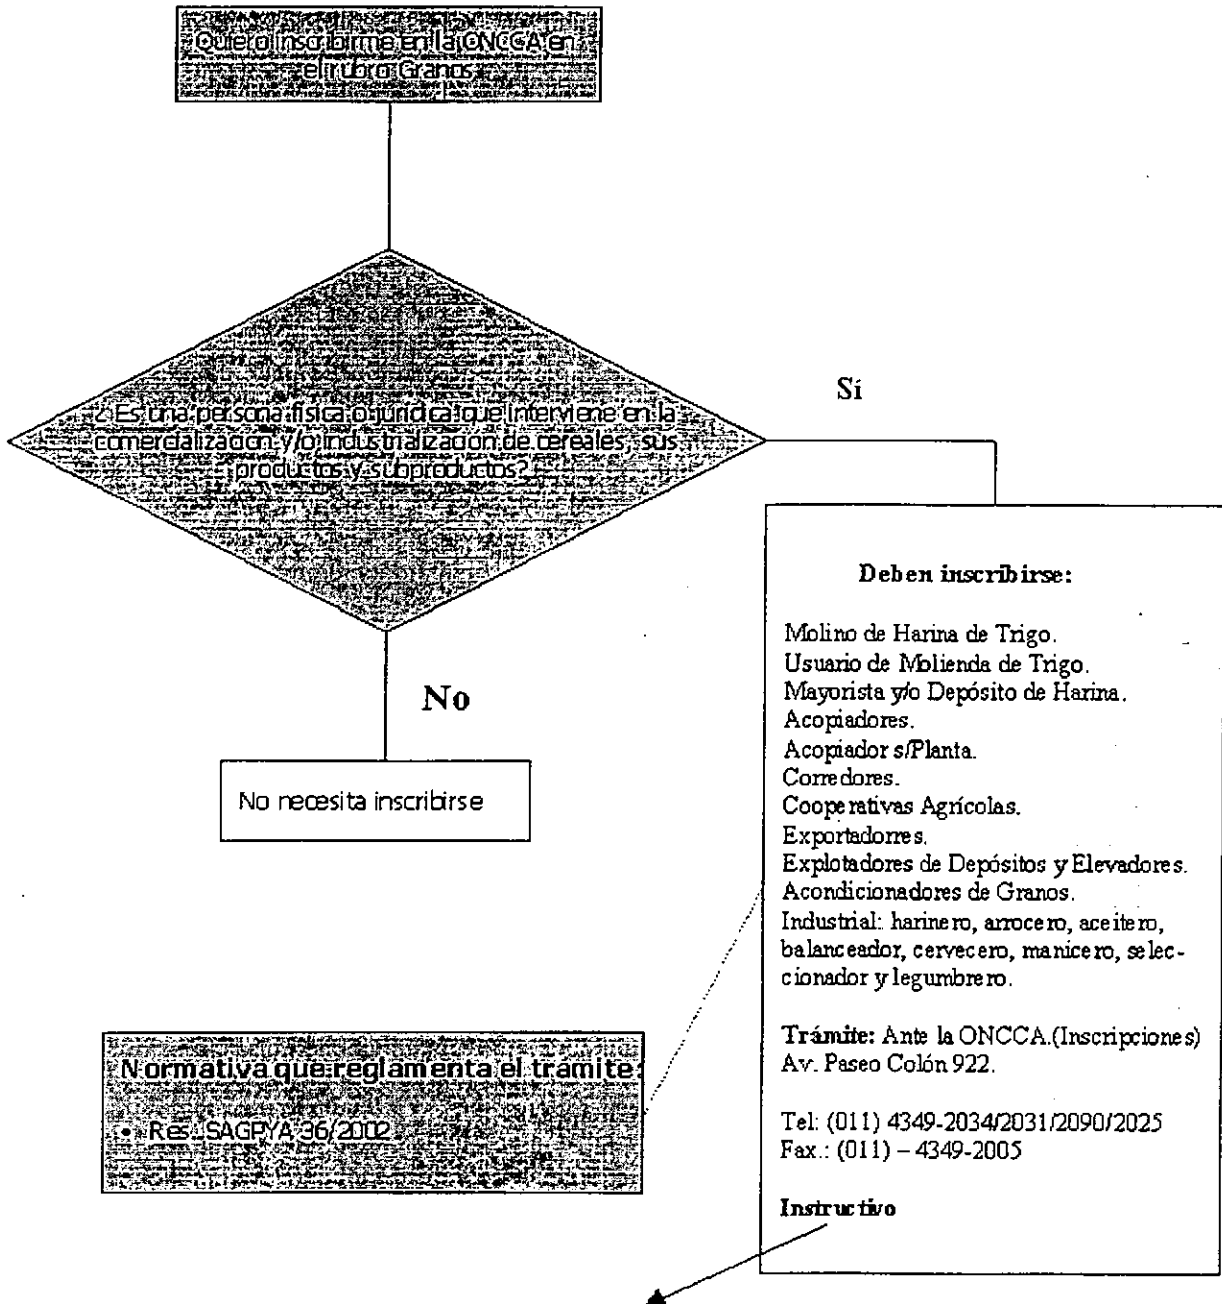 Quiero inscribirme en la ONCCA en
el rubro Granos
¿Es una persona física o jurídica que interviene en la
comercialización y/o industrialización de cereales, sus
productos y subproductos?
Sí
No
No necesita inscribirse
Deben inscribirse:
Molino de Harina de Trigo.
Usuario de Molienda de Trigo.
Mayorista y/o Depósito de Harina.
Acopiadores.
Acopiador s/Planta.
Corredores.
Cooperativas Agrícolas.
Exportadorres.
Explotadores de Depósitos y Elevadores.
Acondicionadores de Granos.
Industrial: harinero, arrocero, aceitero,
balanceador, cervecero, manicero, selec-
cionador y legumbrero.
Trámite: Ante la ONCCA.(Inscripciones)
Av. Paseo Colón 922.
Tel: (011) 4349-2034/2031/2090/2025
Fax.: (011) – 4349-2005
Instructivo
Normativa que reglamenta el trámite:
• Res. SAGPYA 36/2002